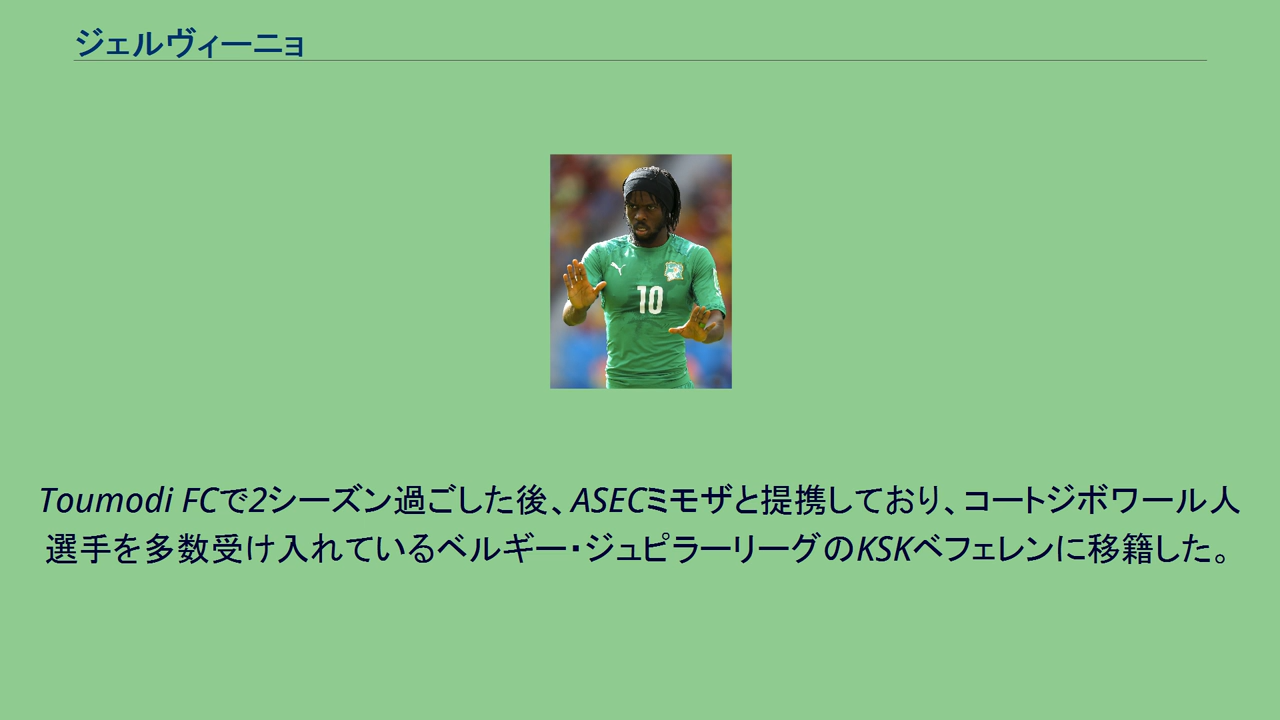 ジェルヴィーニョ
10
Toumodi FCで2シーズン過ごした後、ASECミモザと提携しており、コートジボワール人
選手を多数受け入れているベルギー・ジュピラーリーグのKSKベフェレンに移籍した。